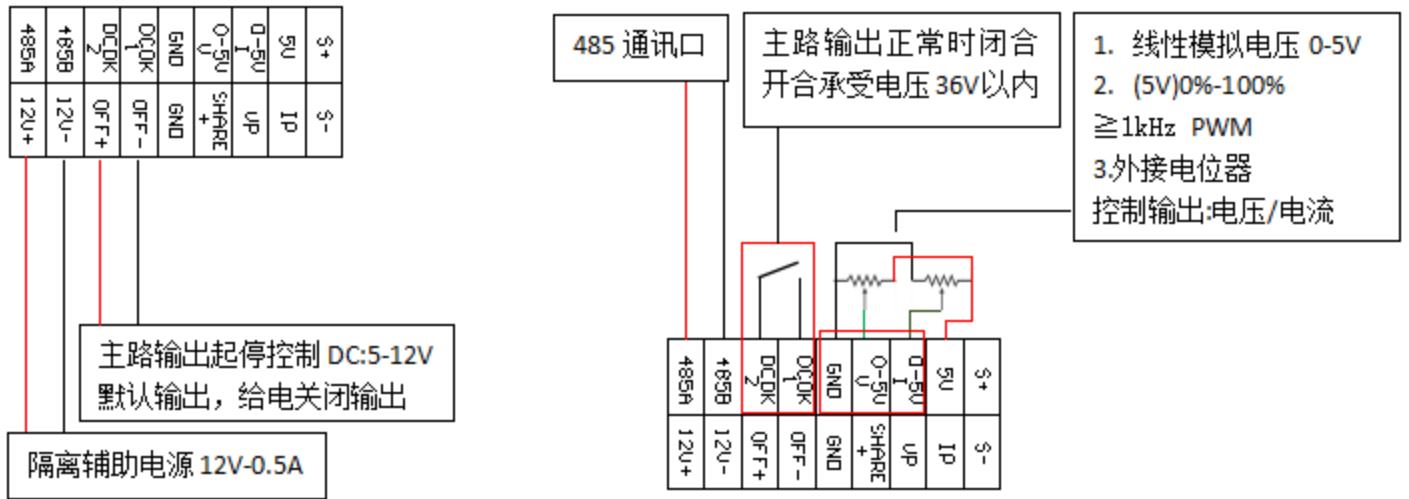 485A 485B DCOK 2 DCOK 1 GND 0-5V U 0-5V I 5V S+
12V+ 12V- OFF+ OFF- GND SHARE + VP IP S-
主路输出起停控制 DC:5-12V
默认输出，给电关闭输出
隔离辅助电源 12V-0.5A
485 通讯口
主路输出正常时闭合
开合承受电压 36V以内
1. 线性模拟电压 0-5V
2. (5V)0%-100%
≧1kHz PWM
3.外接电位器
控制输出:电压/电流
485A 485B DCOK 2 DCOK 1 GND 0-5V U 0-5V I 5V S+
12V+ 12V- OFF+ OFF- GND SHARE + VP IP S-